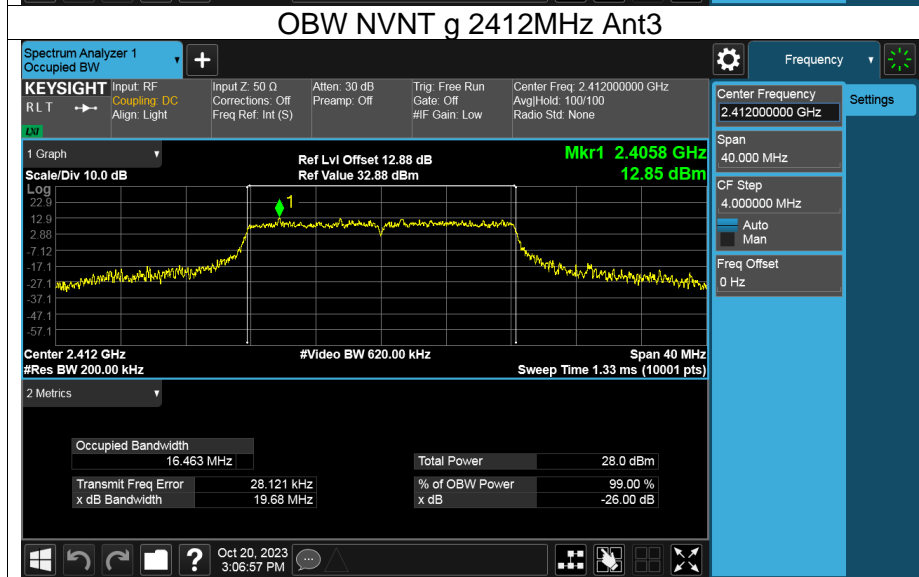 OBW NVNT g 2412MHz Ant3
Spectrum Analyzer 1
Occupied BW
+
Frequency
KEYSIGHT
RLT
LXI
Input: RF
Coupling: DC
Align: Light
Input Z: 50 Ω
Corrections: Off
Freq Ref: Int (S)
Atten: 30 dB
Preamp: Off
Trig: Free Run
Gate: Off
#IF Gain: Low
Center Freq: 2.412000000 GHz
Avg|Hold: 100/100
Radio Std: None
Center Frequency
2.412000000 GHz
Settings
Span
40.000 MHz
CF Step
4.000000 MHz
Auto
Man
Freq Offset
0 Hz
1 Graph
Scale/Div 10.0 dB
Ref Lvl Offset 12.88 dB
Ref Value 32.88 dBm
Mkr1 2.4058 GHz
12.85 dBm
Log
22.9
12.9
2.88
-7.12
-17.1
-27.1
-37.1
-47.1
-57.1
1
Center 2.412 GHz
#Res BW 200.00 kHz
#Video BW 620.00 kHz
Span 40 MHz
Sweep Time 1.33 ms (10001 pts)
2 Metrics
Occupied Bandwidth
16.463 MHz
Transmit Freq Error 28.121 kHz
x dB Bandwidth 19.68 MHz
Total Power 28.0 dBm
% of OBW Power 99.00 %
x dB -26.00 dB
?
Oct 20, 2023
3:06:57 PM